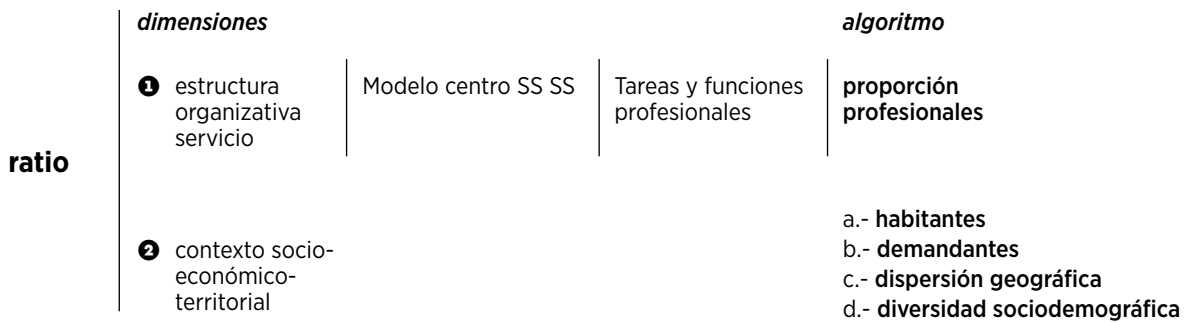 dimensiones
algoritmo
ratio
❶ estructura
organizativa
servicio
Modelo centro SS SS
Tareas y funciones
profesionales
proporción
profesionales
❷ contexto socio-
económico-
territorial
a.- habitantes
b.- demandantes
c.- dispersión geográfica
d.- diversidad sociodemográfica